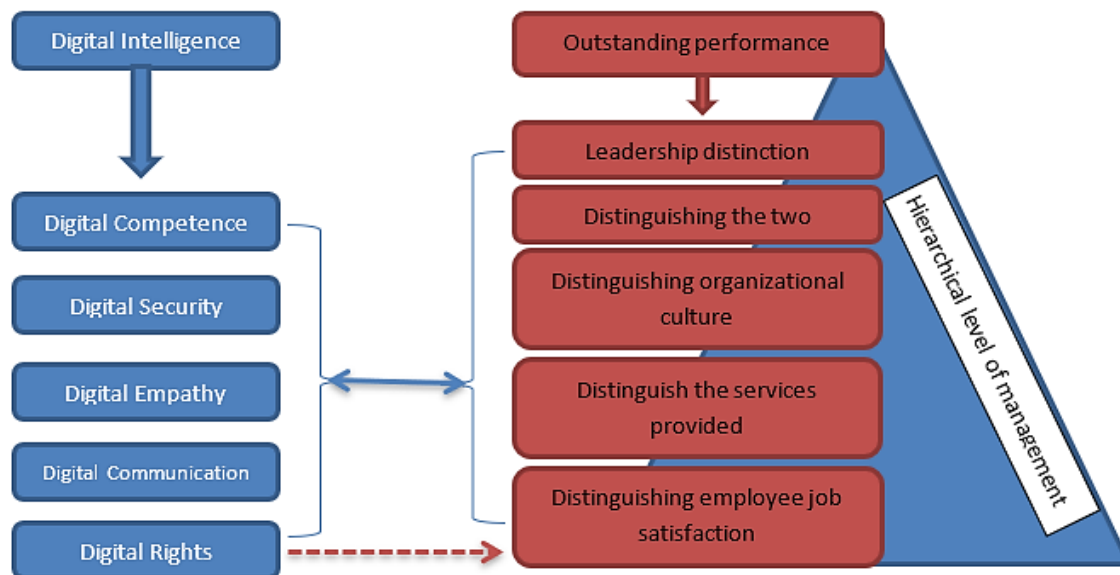 Digital Intelligence
Digital Competence
Digital Security
Digital Empathy
Digital Communication
Digital Rights
Outstanding performance
Leadership distinction
Distinguishing the two
Distinguishing organizational
culture
Distinguish the services
provided
Distinguishing employee job
satisfaction
Hierarchical level of management